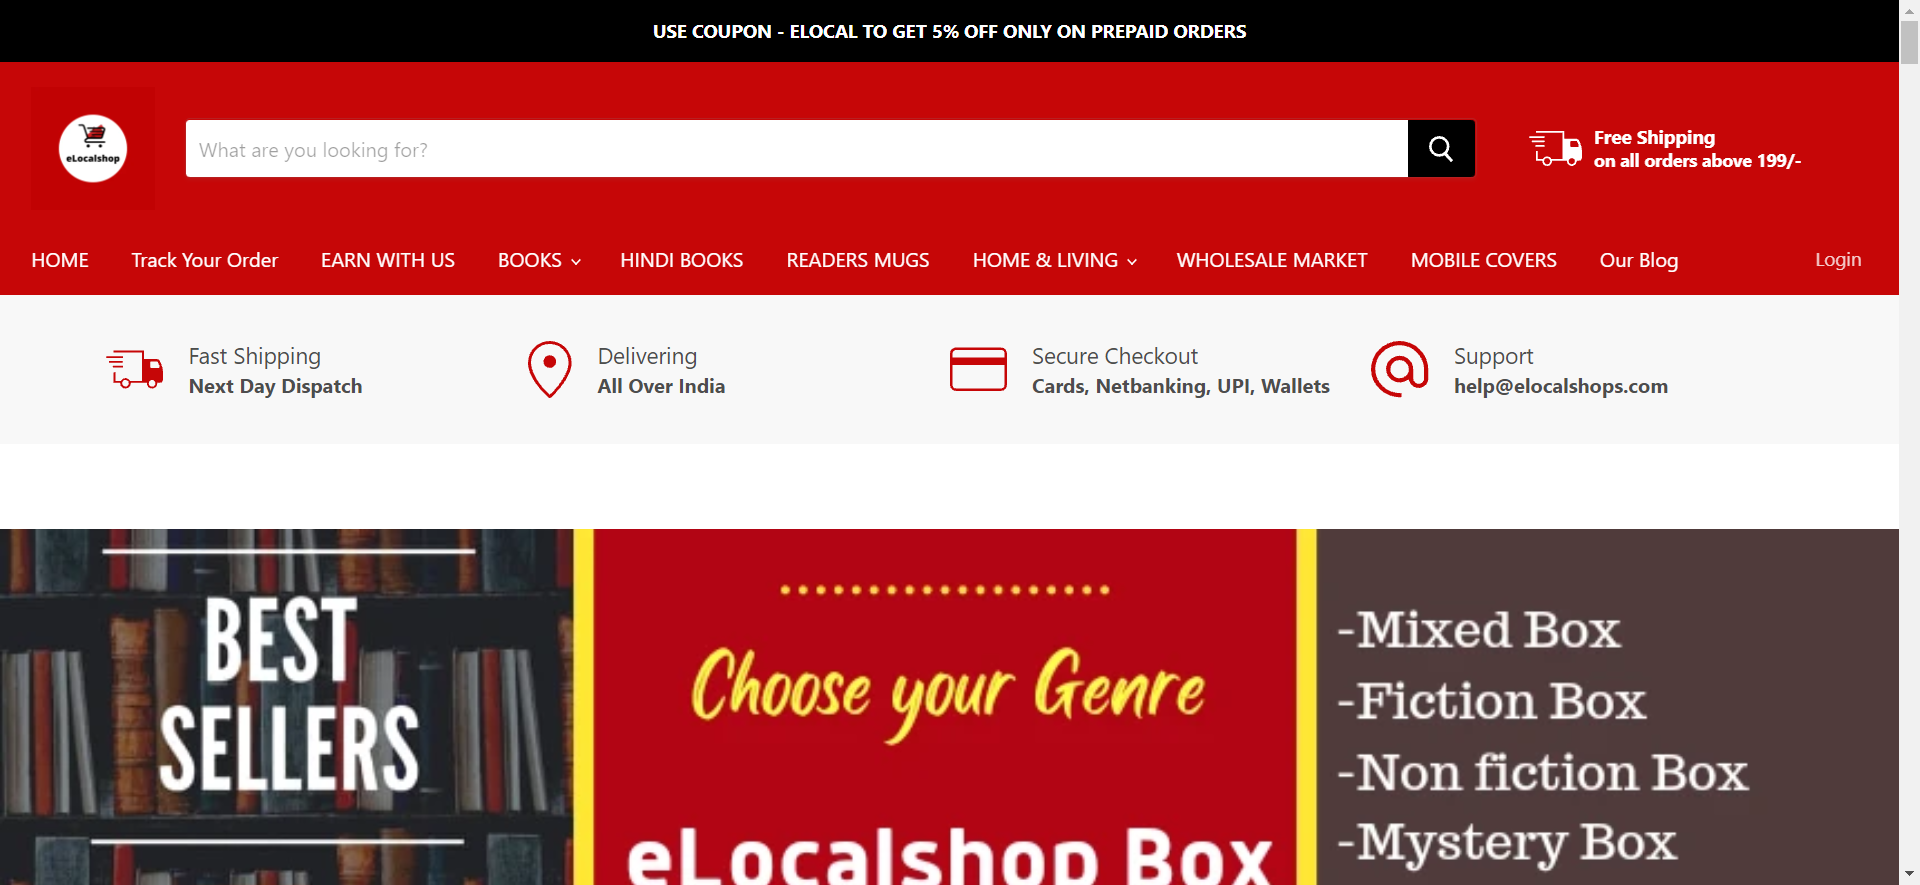 USE COUPON - ELOCAL TO GET 5% OFF ONLY ON PREPAID ORDERS
eLocalshop
What are you looking for?
Free Shipping
on all orders above 199/-
HOME Track Your Order EARN WITH US BOOKS HINDI BOOKS READERS MUGS HOME & LIVING WHOLESALE MARKET MOBILE COVERS Our Blog Login
Fast Shipping
Next Day Dispatch
Delivering
All Over India
Secure Checkout
Cards, Netbanking, UPI, Wallets
Support
help@elocalshops.com
BEST
SELLERS
Choose your Genre
eLocalshop Box
-Mixed Box
-Fiction Box
-Non fiction Box
-Mystery Box